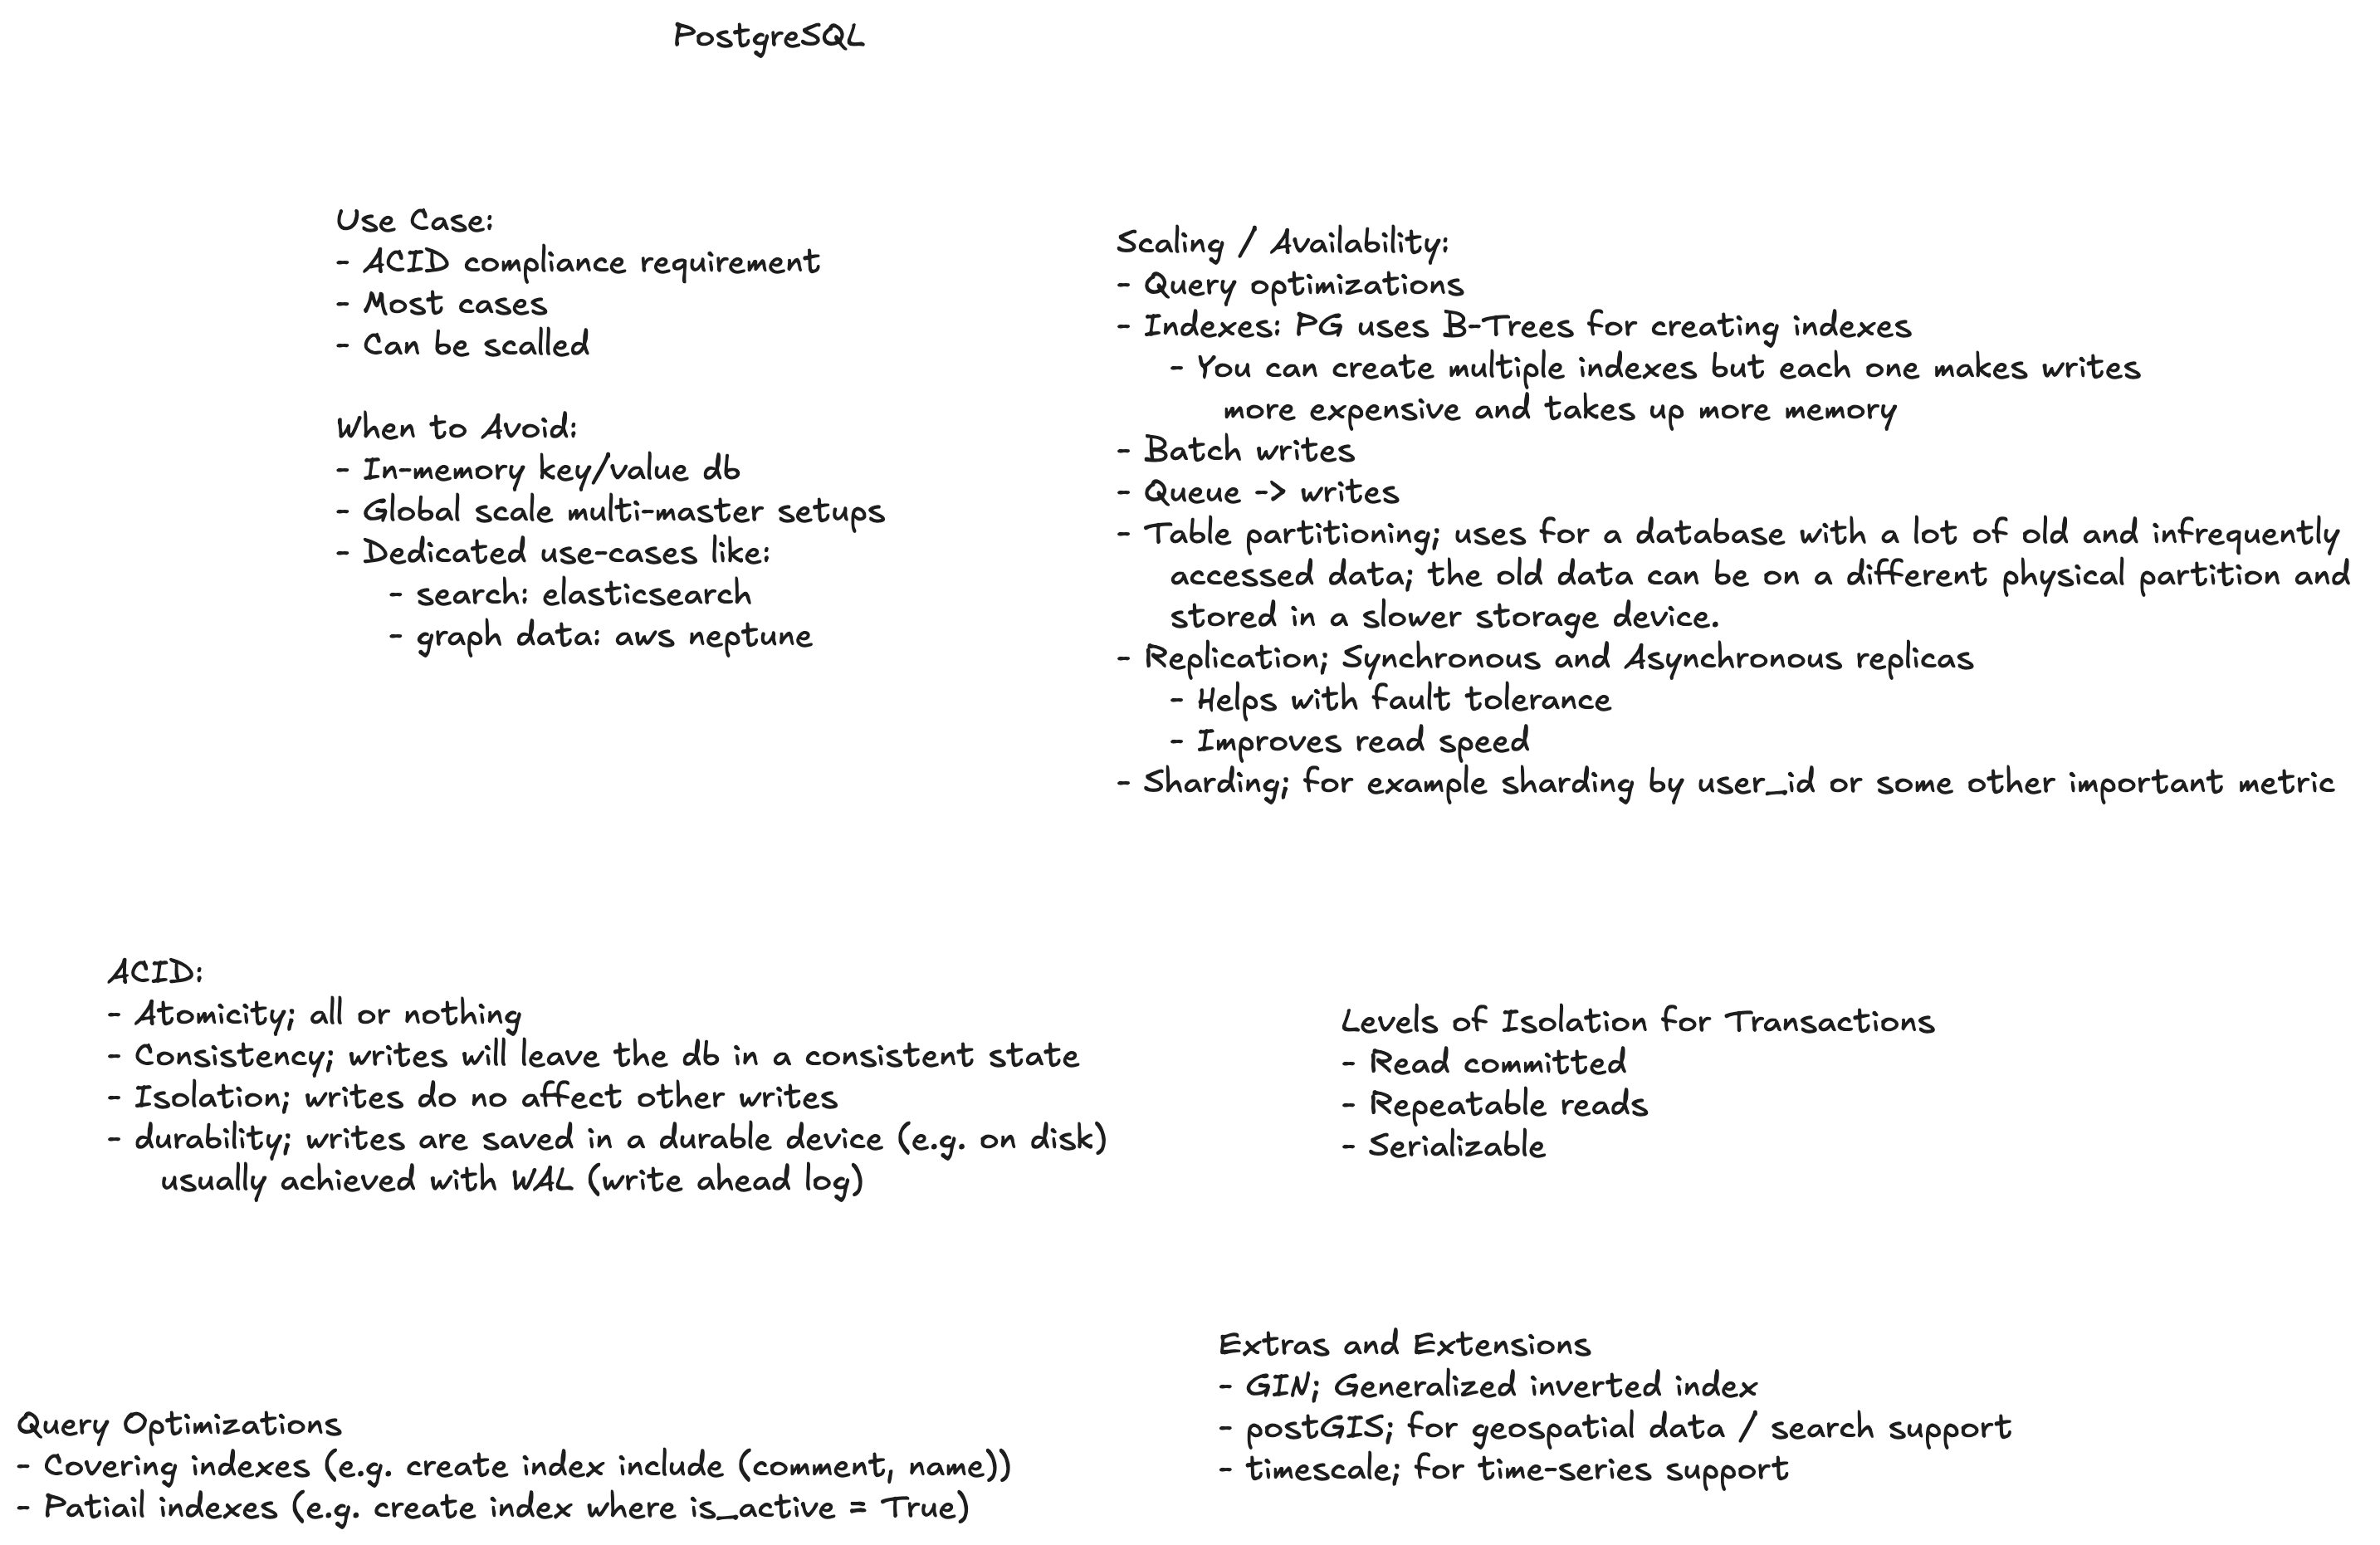 PostgreSQL
Use Case:
- ACID compliance requirement
- Most cases
- Can be scalled
When to Avoid:
- In-memory key/value db
- Global scale multi-master setups
- Dedicated use-cases like:
- search: elasticsearch
- graph data: aws neptune
Scaling / Availability:
- Query optimizations
- Indexes: PG uses B-Trees for creating indexes
- You can create multiple indexes but each one makes writes
more expensive and takes up more memory
- Batch writes
- Queue -> writes
- Table partitioning; uses for a database with a lot of old and infrequently
accessed data; the old data can be on a different physical partition and
stored in a slower storage device.
- Replication; Synchronous and Asynchronous replicas
- Helps with fault tolerance
- Improves read speed
- Sharding; for example sharding by user_id or some other important metric
ACID:
- Atomicity; all or nothing
- Consistency; writes will leave the db in a consistent state
- Isolation; writes do no affect other writes
- durability; writes are saved in a durable device (e.g. on disk)
usually achieved with WAL (write ahead log)
Levels of Isolation for Transactions
- Read committed
- Repeatable reads
- Serializable
Query Optimizations
- Covering indexes (e.g. create index include (comment, name))
- Patiail indexes (e.g. create index where is_active = True)
Extras and Extensions
- GIN; Generalized inverted index
- postGIS; for geospatial data / search support
- timescale; for time-series support